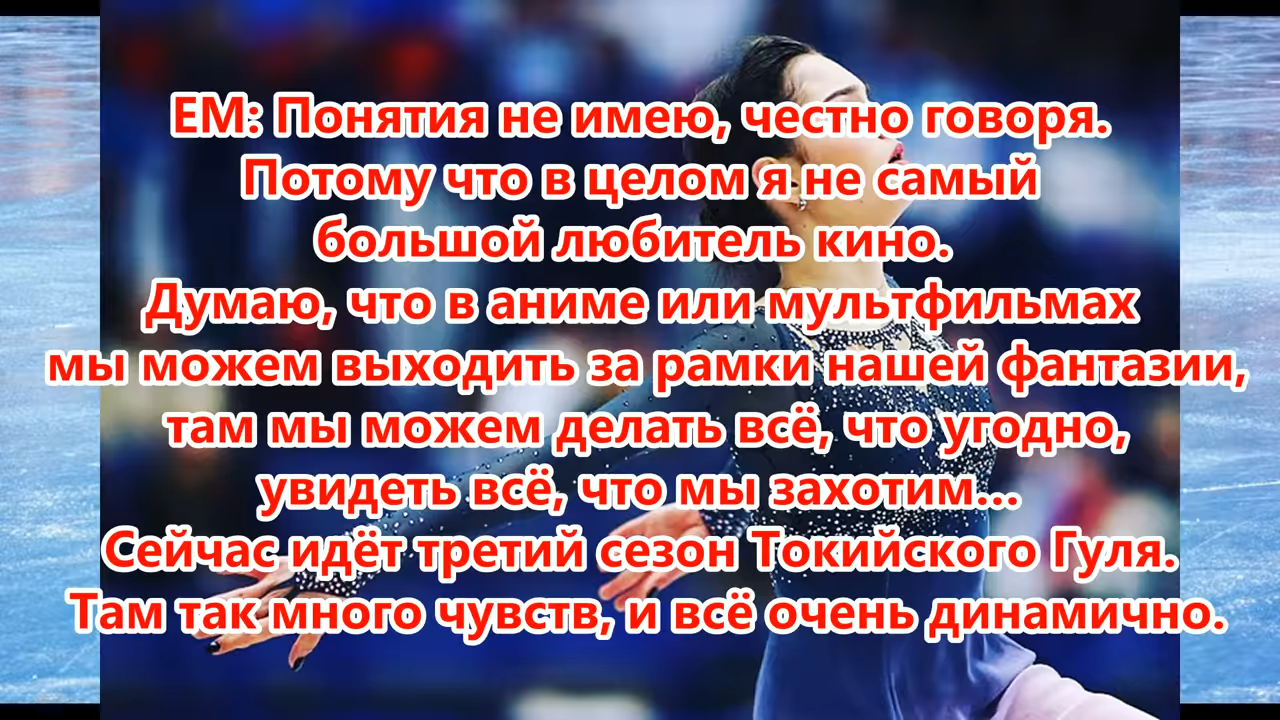 ЕМ: Понятия не имею, честно говоря.
Потому что в целом я не самый
большой любитель кино.
Думаю, что в аниме или мультфильмах
мы можем выходить за рамки нашей фантазии,
там мы можем делать всё, что угодно,
увидеть всё, что мы захотим...
Сейчас идёт третий сезон Токийского Гуля.
Там так много чувств, и всё очень динамично.